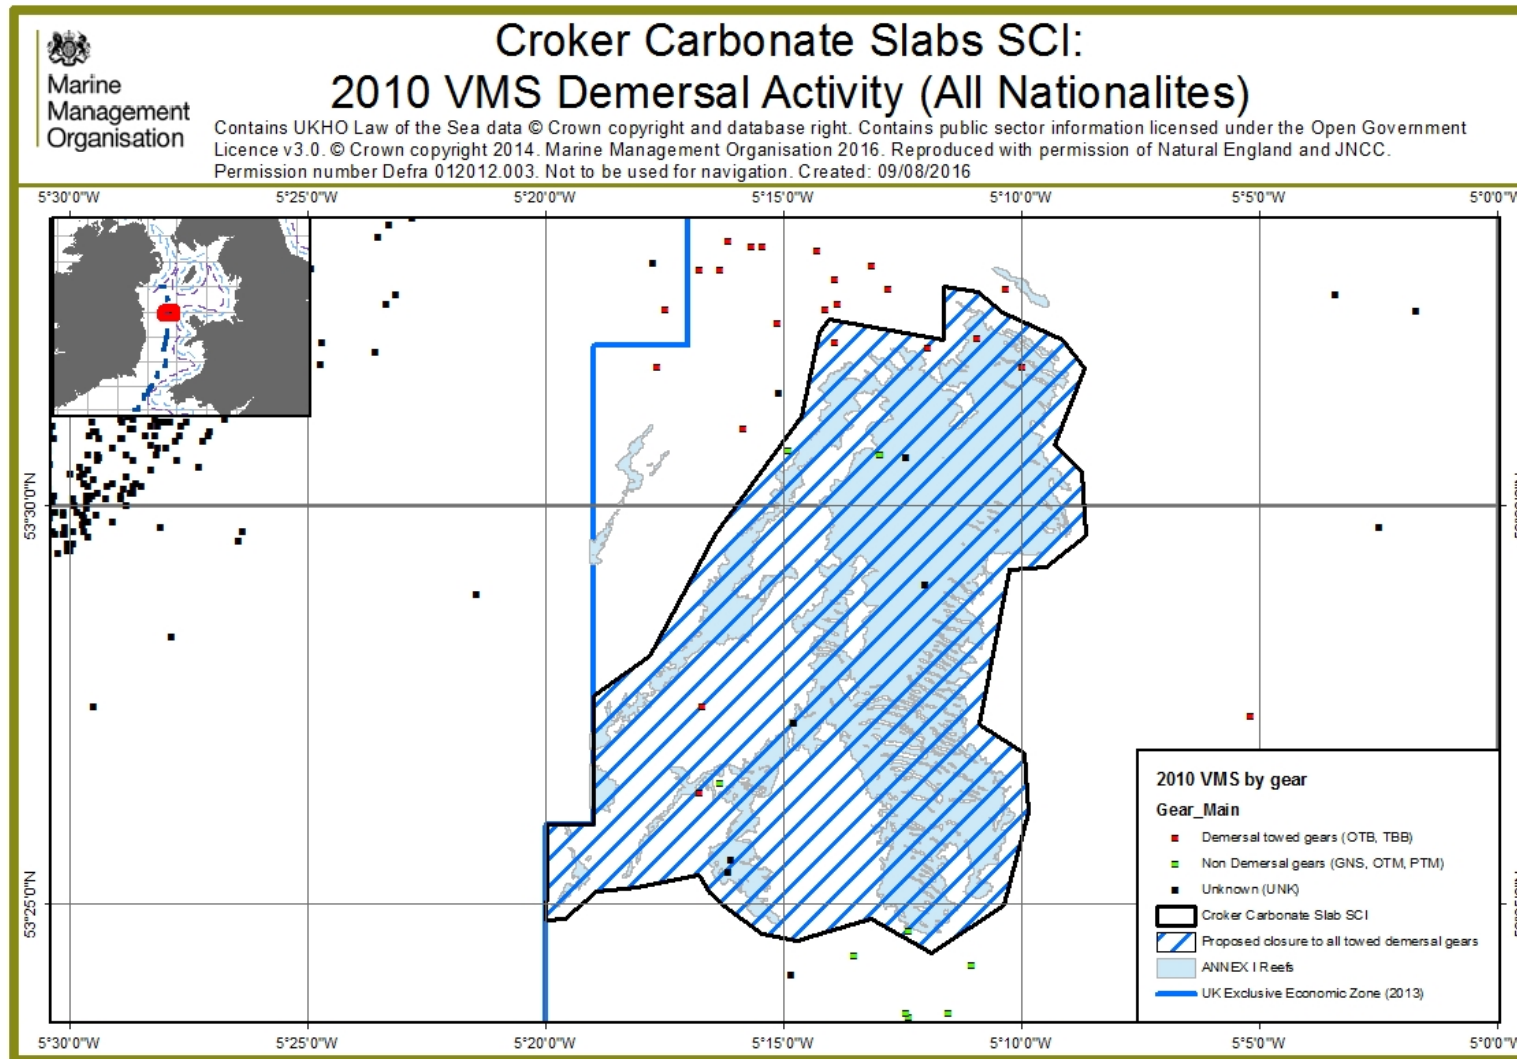 Marine
Management
Organisation
Croker Carbonate Slabs SCI:
2010 VMS Demersal Activity (All Nationalites)
Contains UKHO Law of the Sea data © Crown copyright and database right. Contains public sector information licensed under the Open Government
Licence v3.0. © Crown copyright 2014. Marine Management Organisation 2016. Reproduced with permission of Natural England and JNCC.
Permission number Defra 012012.003. Not to be used for navigation. Created: 09/08/2016
5°30'0"W 5°25'0"W 5°20'0"W 5°15'0"W 5°10'0"W 5°5'0"W 5°0'0"W
53°30'0"N
53°25'0"N
2010 VMS by gear
Gear_Main
Demersal towed gears (OTB, TBB)
Non Demersal gears (GNS, OTM, PTM)
Unknown (UNK)
Croker Carbonate Slab SCI
Proposed closure to all towed demersal gears
ANNEX I Reefs
UK Exclusive Economic Zone (2013)
5°30'0"W 5°25'0"W 5°20'0"W 5°15'0"W 5°10'0"W 5°5'0"W 5°0'0"W